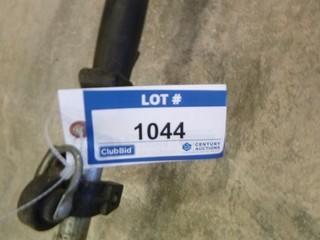 LOT #
1044
ClubBid
CENTURY
AUCTIONS